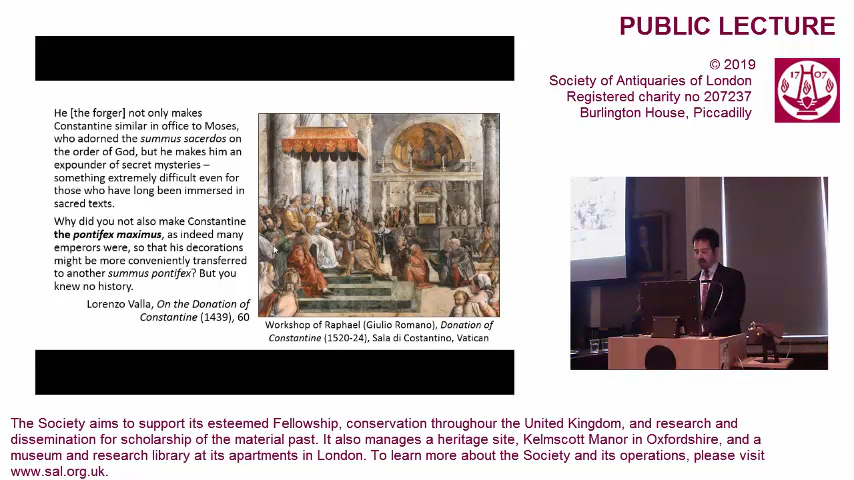 PUBLIC LECTURE
© 2019
Society of Antiquaries of London
Registered charity no 207237
Burlington House, Piccadilly
17 07
He [the forger] not only makes
Constantine similar in office to Moses,
who adorned the summus sacerdos on
the order of God, but he makes him an
expounder of secret mysteries –
something extremely difficult even for
those who have long been immersed in
sacred texts.
Why did you not also make Constantine
the pontifex maximus, as indeed many
emperors were, so that his decorations
might be more conveniently transferred
to another summus pontifex? But you
knew no history.
Lorenzo Valla, On the Donation of
Constantine (1439), 60
Workshop of Raphael (Giulio Romano), Donation of
Constantine (1520-24), Sala di Costantino, Vatican
The Society aims to support its esteemed Fellowship, conservation throughour the United Kingdom, and research and
dissemination for scholarship of the material past. It also manages a heritage site, Kelmscott Manor in Oxfordshire, and a
museum and research library at its apartments in London. To learn more about the Society and its operations, please visit
www.sal.org.uk.